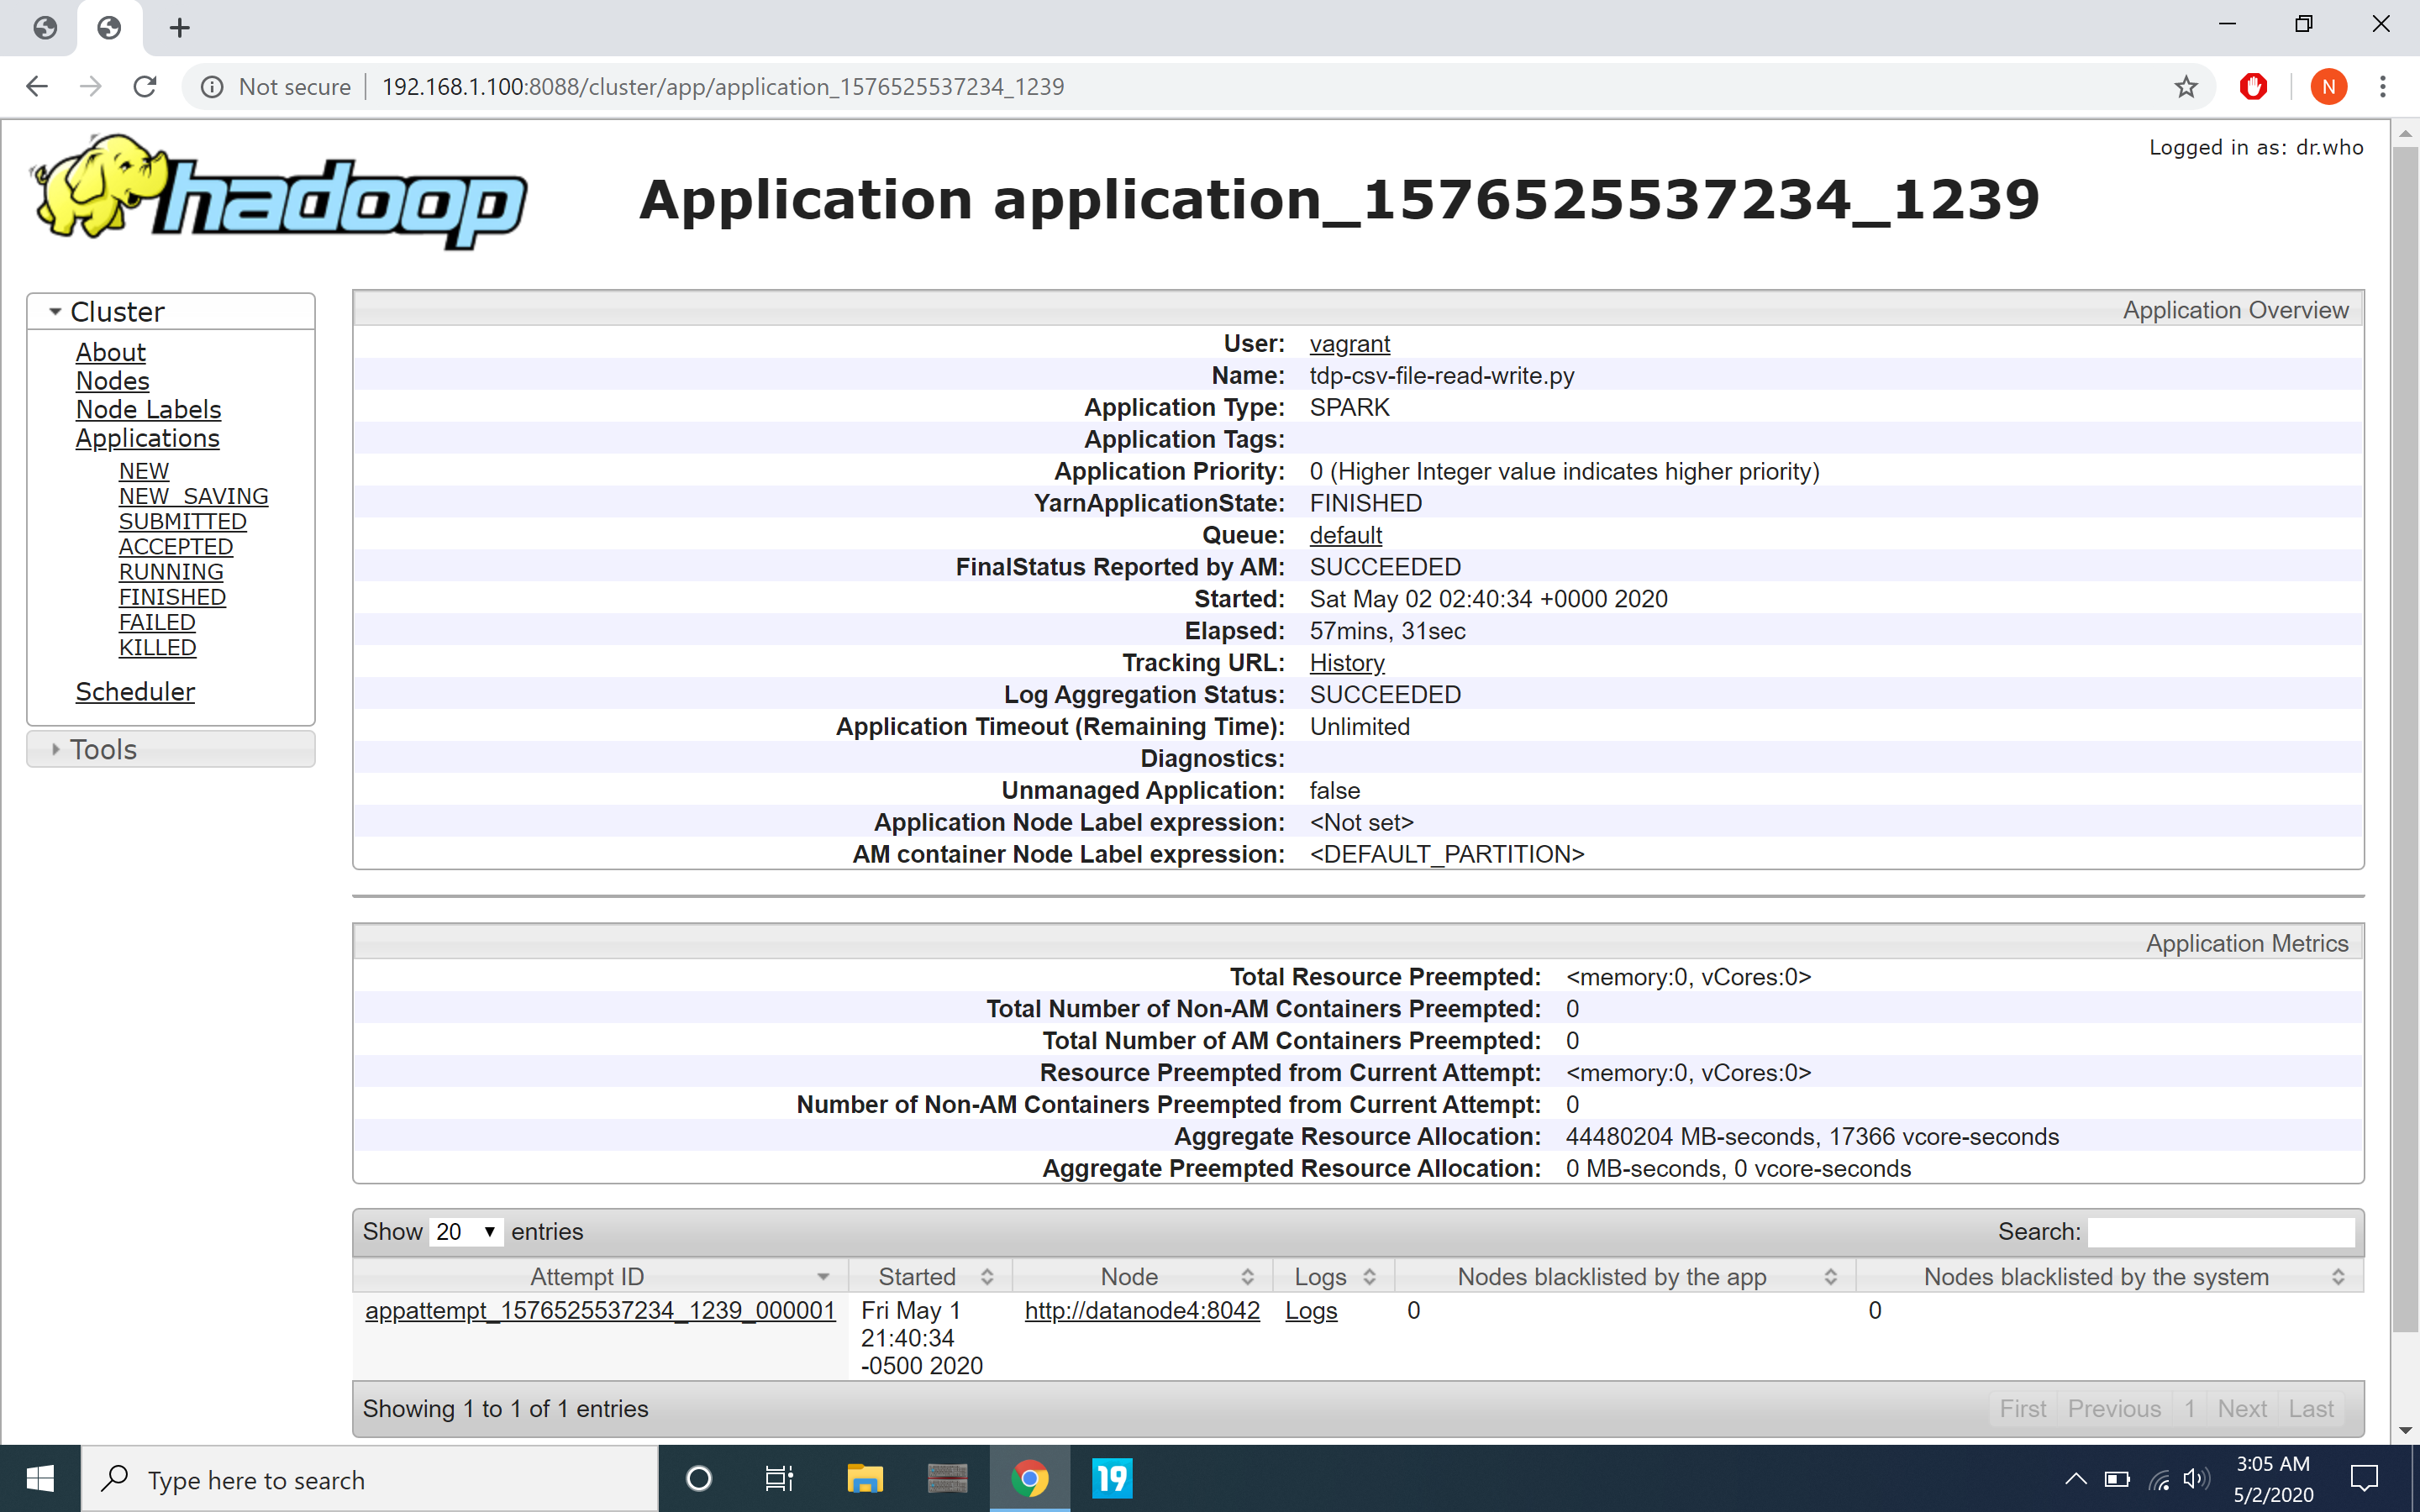 Not secure 192.168.1.100:8088/cluster/app/application_1576525537234_1239
N
hadoop
Application application_1576525537234_1239
Logged in as: dr.who
Cluster
About
Nodes
Node Labels
Applications
NEW
NEW_SAVING
SUBMITTED
ACCEPTED
RUNNING
FINISHED
FAILED
KILLED
Scheduler
Tools
Application Overview
User: vagrant
Name: tdp-csv-file-read-write.py
Application Type: SPARK
Application Tags:
Application Priority: 0 (Higher Integer value indicates higher priority)
YarnApplicationState: FINISHED
Queue: default
FinalStatus Reported by AM: SUCCEEDED
Started: Sat May 02 02:40:34 +0000 2020
Elapsed: 57mins, 31sec
Tracking URL: History
Log Aggregation Status: SUCCEEDED
Application Timeout (Remaining Time): Unlimited
Diagnostics:
Unmanaged Application: false
Application Node Label expression: <Not set>
AM container Node Label expression: <DEFAULT_PARTITION>
Application Metrics
Total Resource Preempted: <memory:0, vCores:0>
Total Number of Non-AM Containers Preempted: 0
Total Number of AM Containers Preempted: 0
Resource Preempted from Current Attempt: <memory:0, vCores:0>
Number of Non-AM Containers Preempted from Current Attempt: 0
Aggregate Resource Allocation: 44480204 MB-seconds, 17366 vcore-seconds
Aggregate Preempted Resource Allocation: 0 MB-seconds, 0 vcore-seconds
Show 20 entries Search:
Attempt ID Started Node Logs Nodes blacklisted by the app Nodes blacklisted by the system
appattempt_1576525537234_1239_000001 Fri May 1 http://datanode4:8042 Logs 0 0
21:40:34
-0500 2020
Showing 1 to 1 of 1 entries First Previous 1 Next Last
Type here to search
19
3:05 AM
5/2/2020